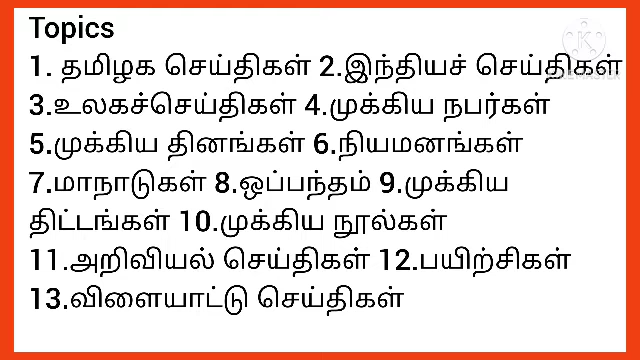 Topics
1. தமிழக செய்திகள் 2.இந்தியச் செய்திகள்
3.உலகச்செய்திகள் 4.முக்கிய நபர்கள்
5.முக்கிய தினங்கள் 6.நியமனங்கள்
7.மாநாடுகள் 8.ஒப்பந்தம் 9.முக்கிய
திட்டங்கள் 10.முக்கிய நூல்கள்
11.அறிவியல் செய்திகள் 12.பயிற்சிகள்
13.விளையாட்டு செய்திகள்